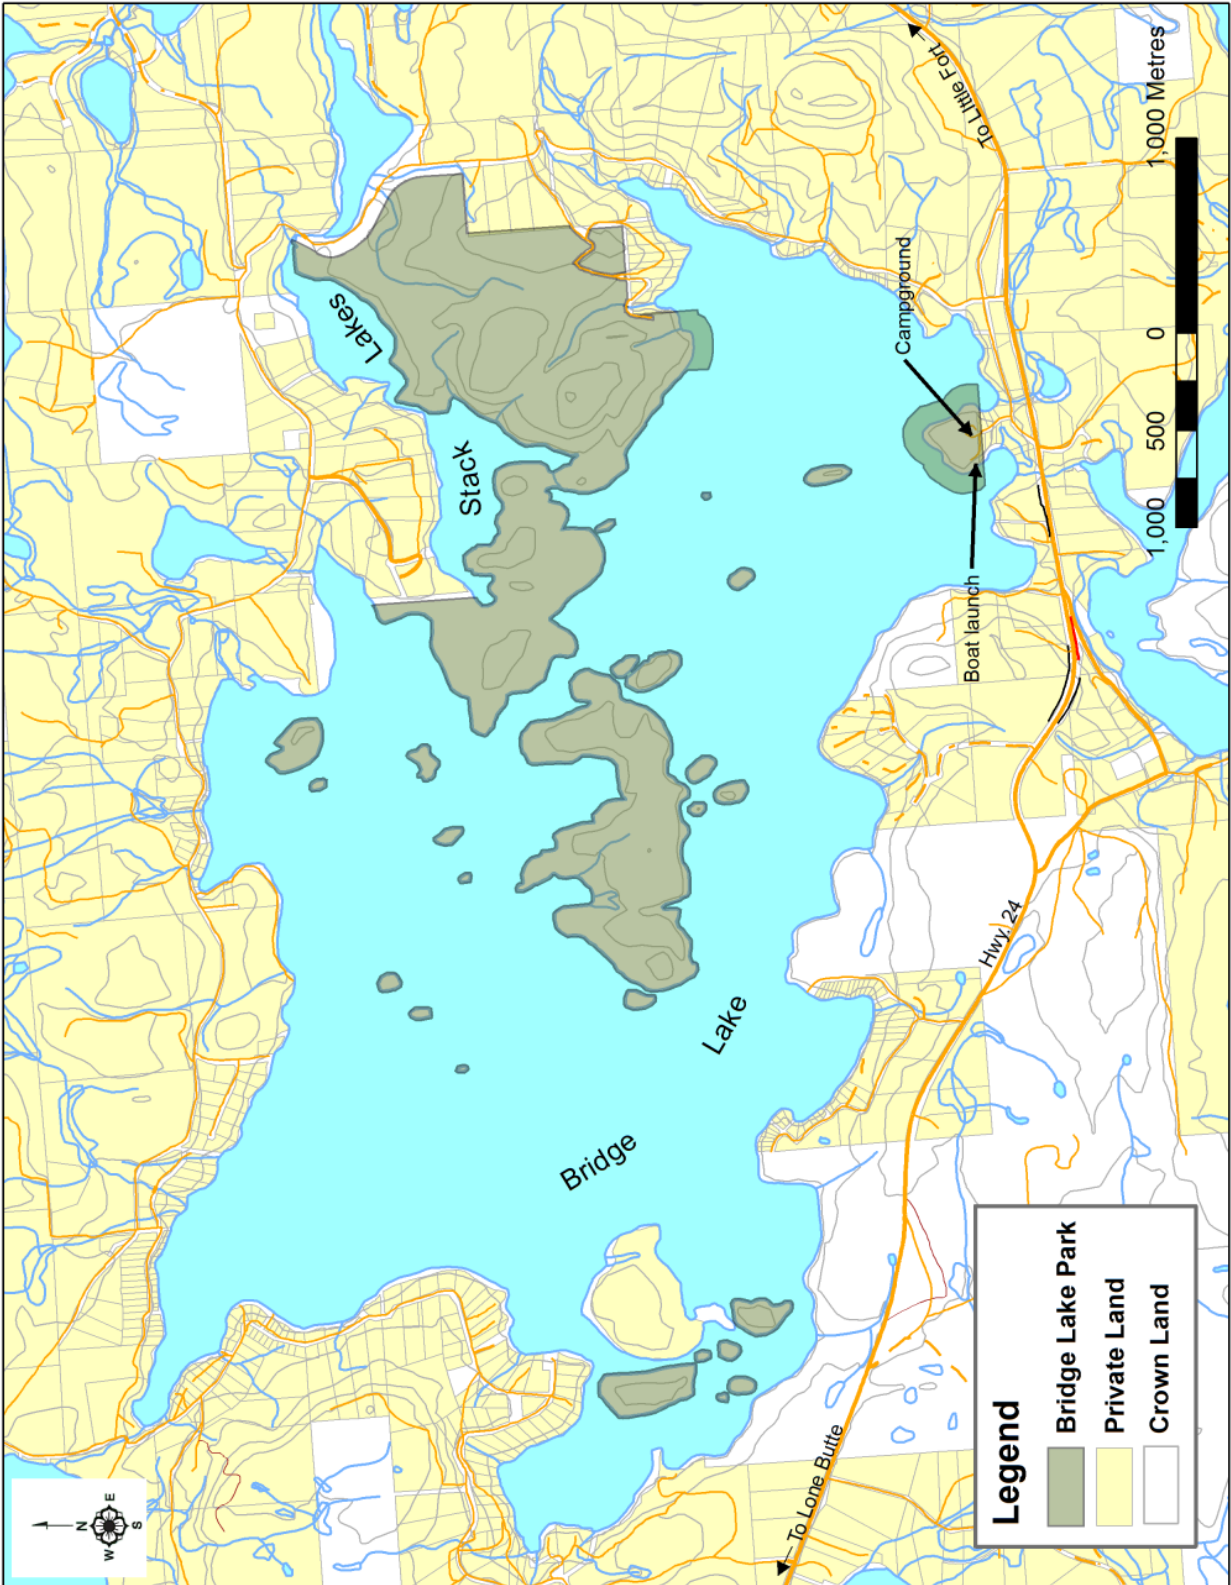 N
W E
S
Stack
Lakes
Bridge
Lake
Campground
Boat launch
To Little Fort
Hwy. 24
To Lone Butte
Legend
Bridge Lake Park
Private Land
Crown Land
1,000 500 0 1,000 Metres